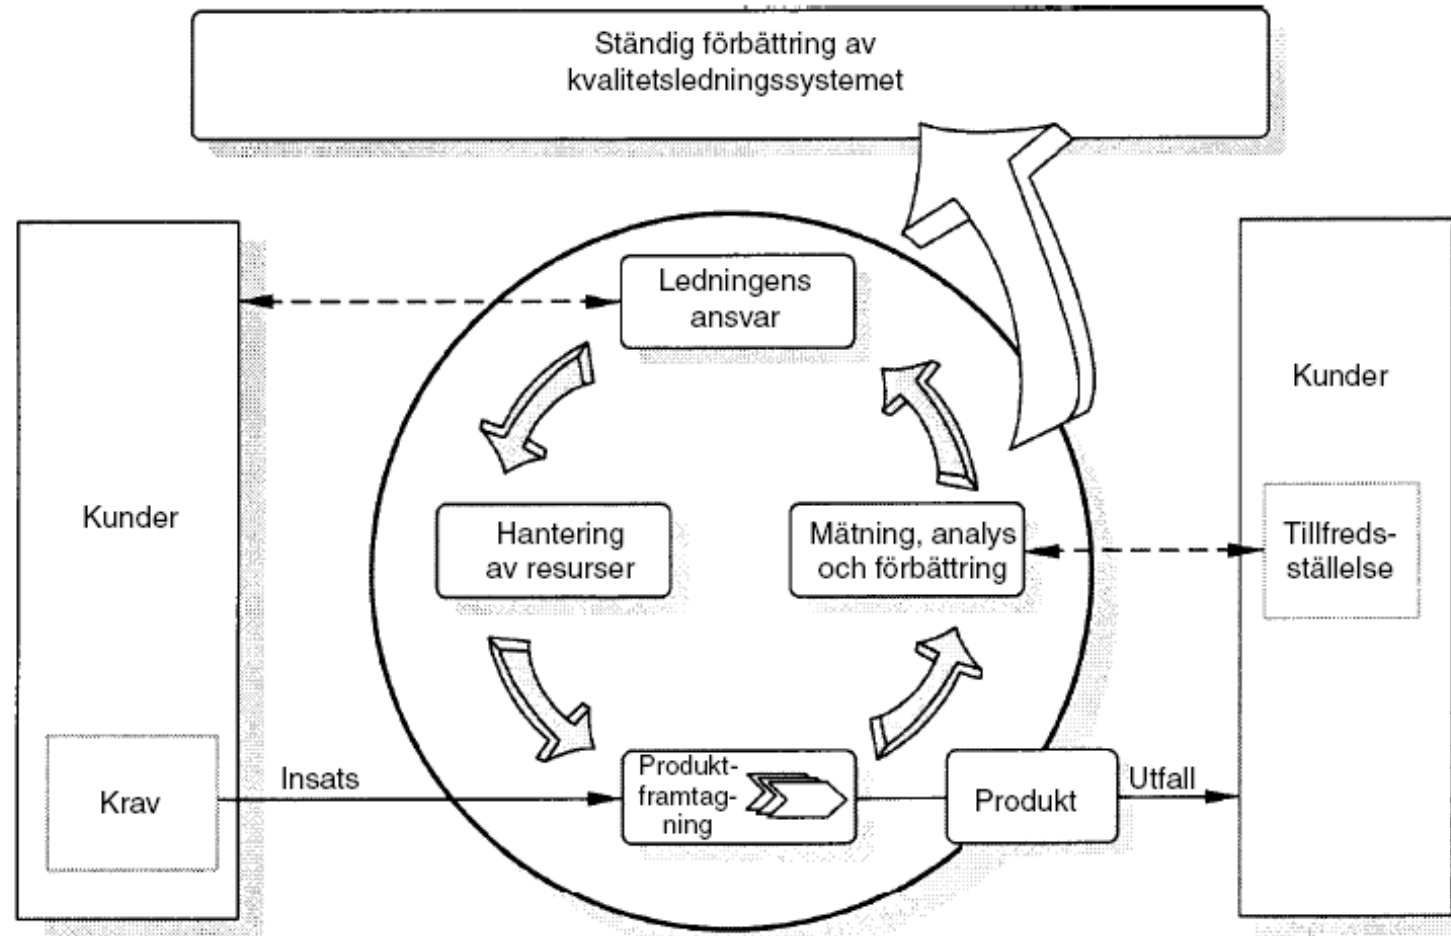 Ständig förbättring av
kvalitetsledningssystemet
Ledningens
ansvar
Kunder
Kunder
Hantering
av resurser
Mätning, analys
och förbättring
Tillfreds-
ställelse
Krav
Insats
Produkt-
framtag-
ning
Produkt
Utfall